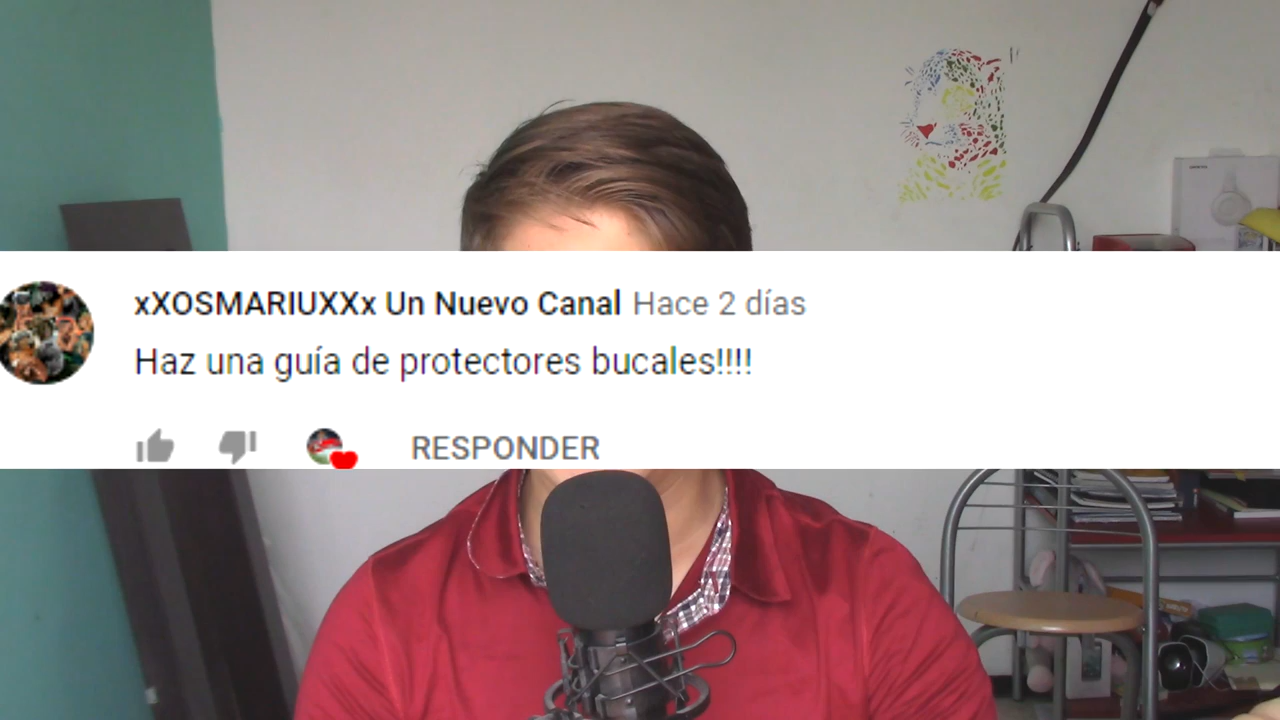 xXOSMARIUXXx Un Nuevo Canal Hace 2 días
Haz una guía de protectores bucales!!!!
RESPONDER